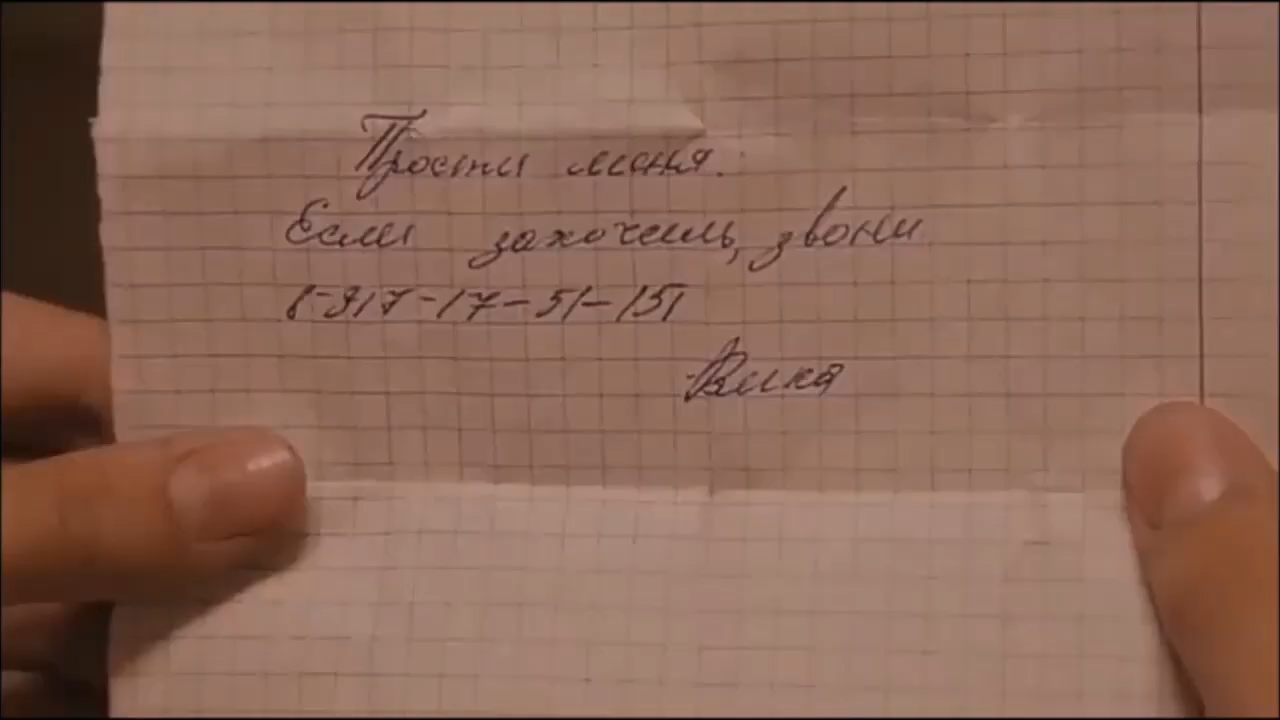 Прости меня.
Если захочешь, звони
8-917-17-51-151
Вика